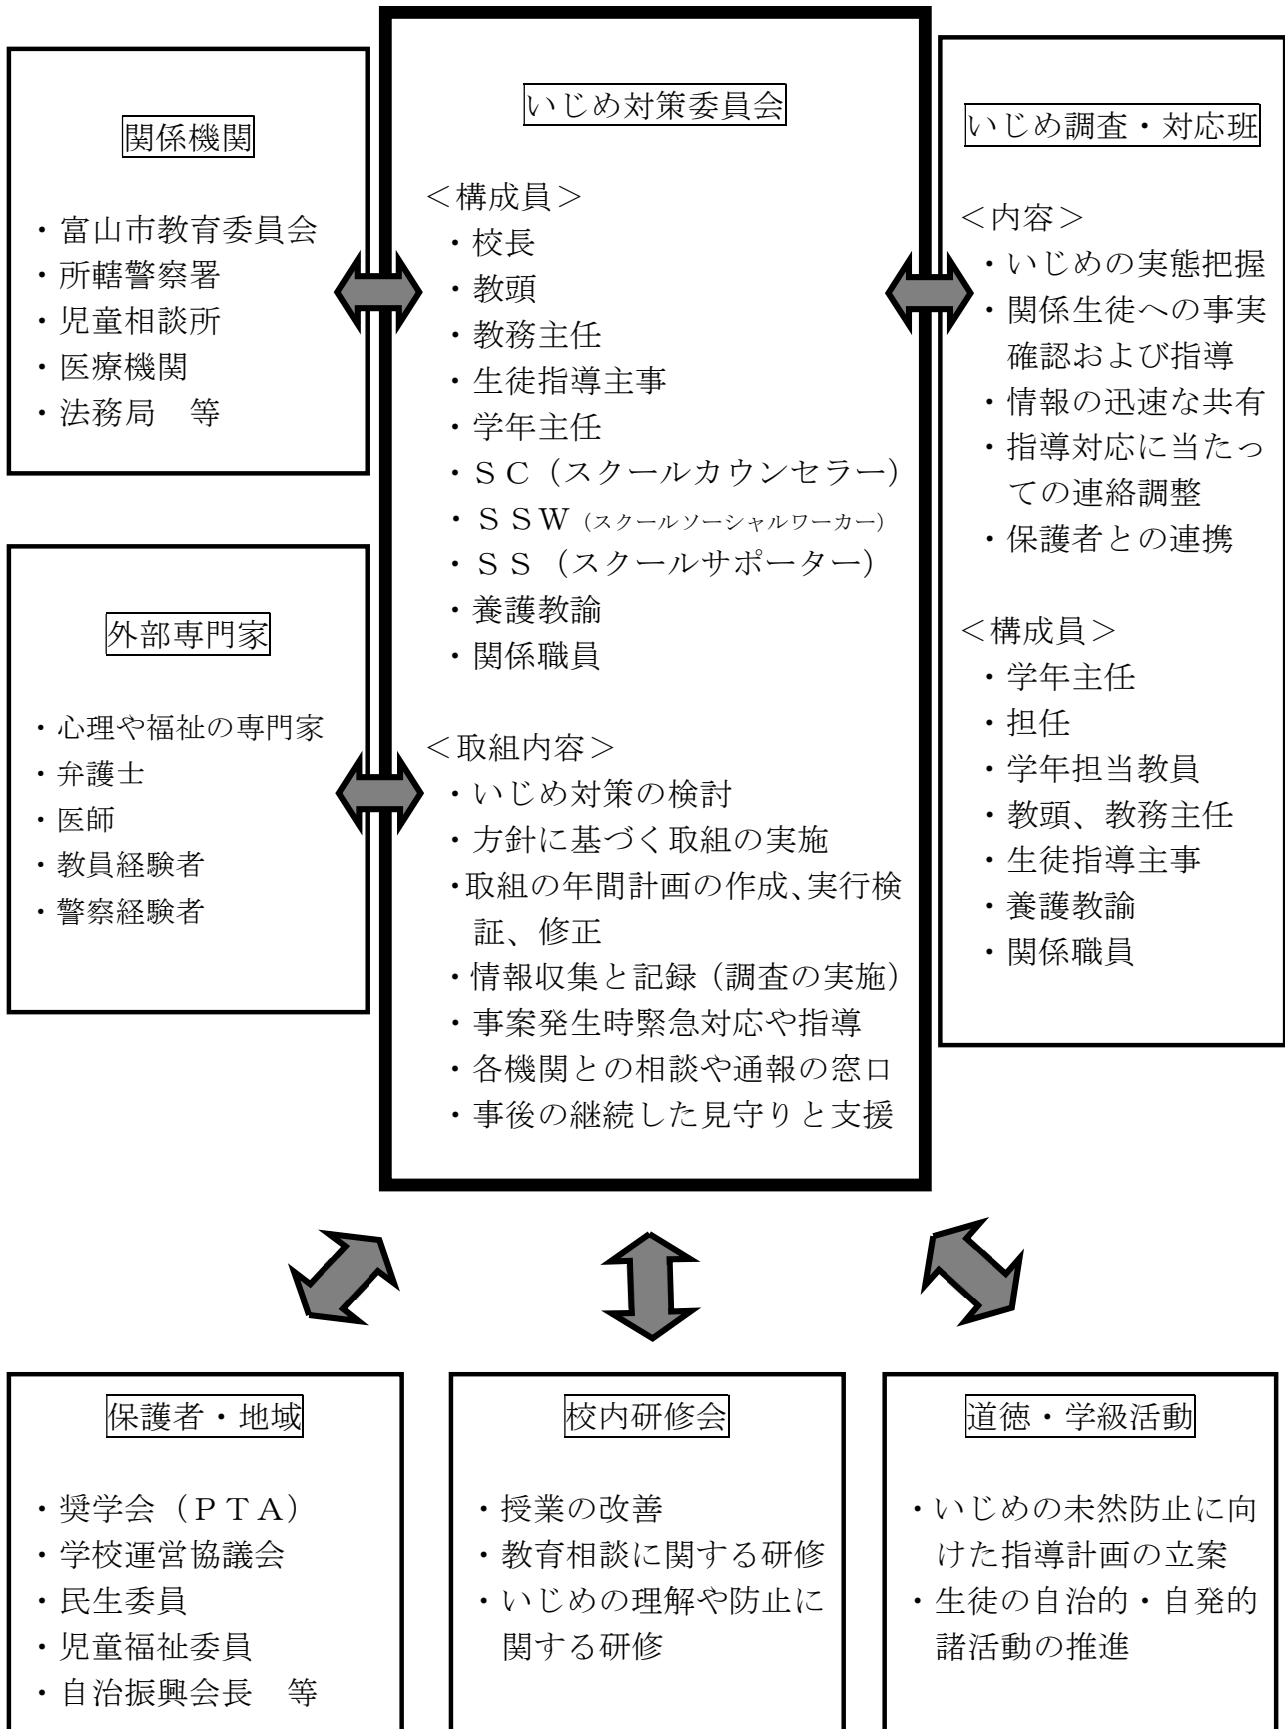 関係機関
・富山市教育委員会
・所轄警察署
・児童相談所
・医療機関
・法務局　等
外部専門家
・心理や福祉の専門家
・弁護士
・医師
・教員経験者
・警察経験者
いじめ対策委員会
＜構成員＞
・校長
・教頭
・教務主任
・生徒指導主事
・学年主任
・ＳＣ（スクールカウンセラー）
・ＳＳＷ（スクールソーシャルワーカー）
・ＳＳ（スクールサポーター）
・養護教諭
・関係職員
＜取組内容＞
・いじめ対策の検討
・方針に基づく取組の実施
・取組の年間計画の作成、実行検
証、修正
・情報収集と記録（調査の実施）
・事案発生時緊急対応や指導
・各機関との相談や通報の窓口
・事後の継続した見守りと支援
いじめ調査・対応班
＜内容＞
・いじめの実態把握
・関係生徒への事実
確認および指導
・情報の迅速な共有
・指導対応に当たっ
ての連絡調整
・保護者との連携
＜構成員＞
・学年主任
・担任
・学年担当教員
・教頭、教務主任
・生徒指導主事
・養護教諭
・関係職員
保護者・地域
・奨学会（ＰＴＡ）
・学校運営協議会
・民生委員
・児童福祉委員
・自治振興会長　等
校内研修会
・授業の改善
・教育相談に関する研修
・いじめの理解や防止に
関する研修
道徳・学級活動
・いじめの未然防止に向
けた指導計画の立案
・生徒の自治的・自発的
諸活動の推進